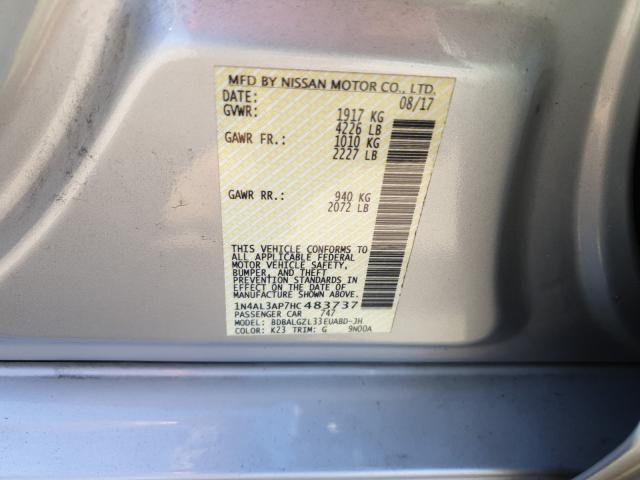 MFD BY NISSAN MOTOR CO., LTD.
DATE: 08/17
GVWR: 1917 KG
4226 LB
GAWR FR.: 1010 KG
2227 LB
GAWR RR.: 940 KG
2072 LB
THIS VEHICLE CONFORMS TO
ALL APPLICABLE FEDERAL
MOTOR VEHICLE SAFETY,
BUMPER, AND THEFT
PREVENTION STANDARDS
IN EFFECT ON THE DATE OF
MANUFACTURE SHOWN ABOVE.
1N4AL3AP7HC483737
PASSENGER CAR 747
MODEL: BDBALGZL33EUABD-JH
COLOR: K23 TRIM: G 9N00A